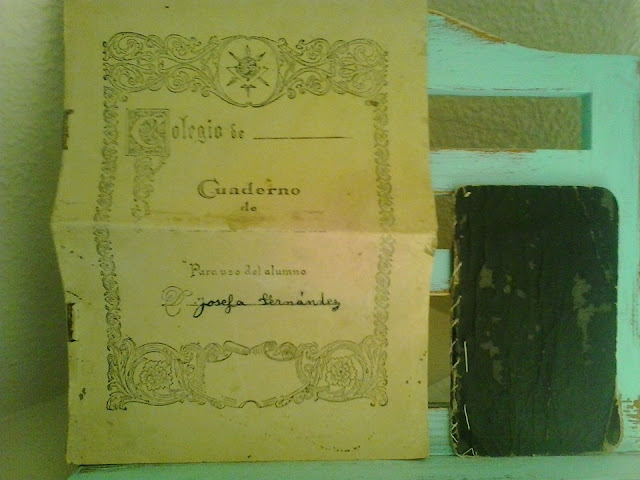 Colegio de
Cuaderno
de
Para uso del alumno
D. Josefa Fernández